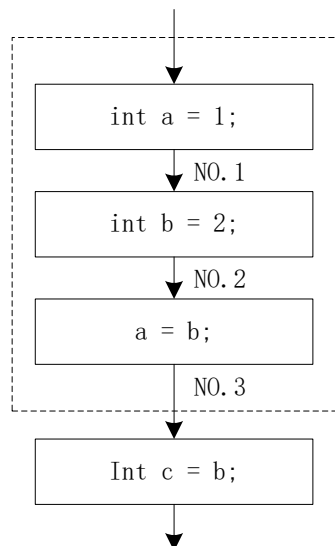 int a = 1;
NO.1
int b = 2;
NO.2
a = b;
NO.3
Int c = b;